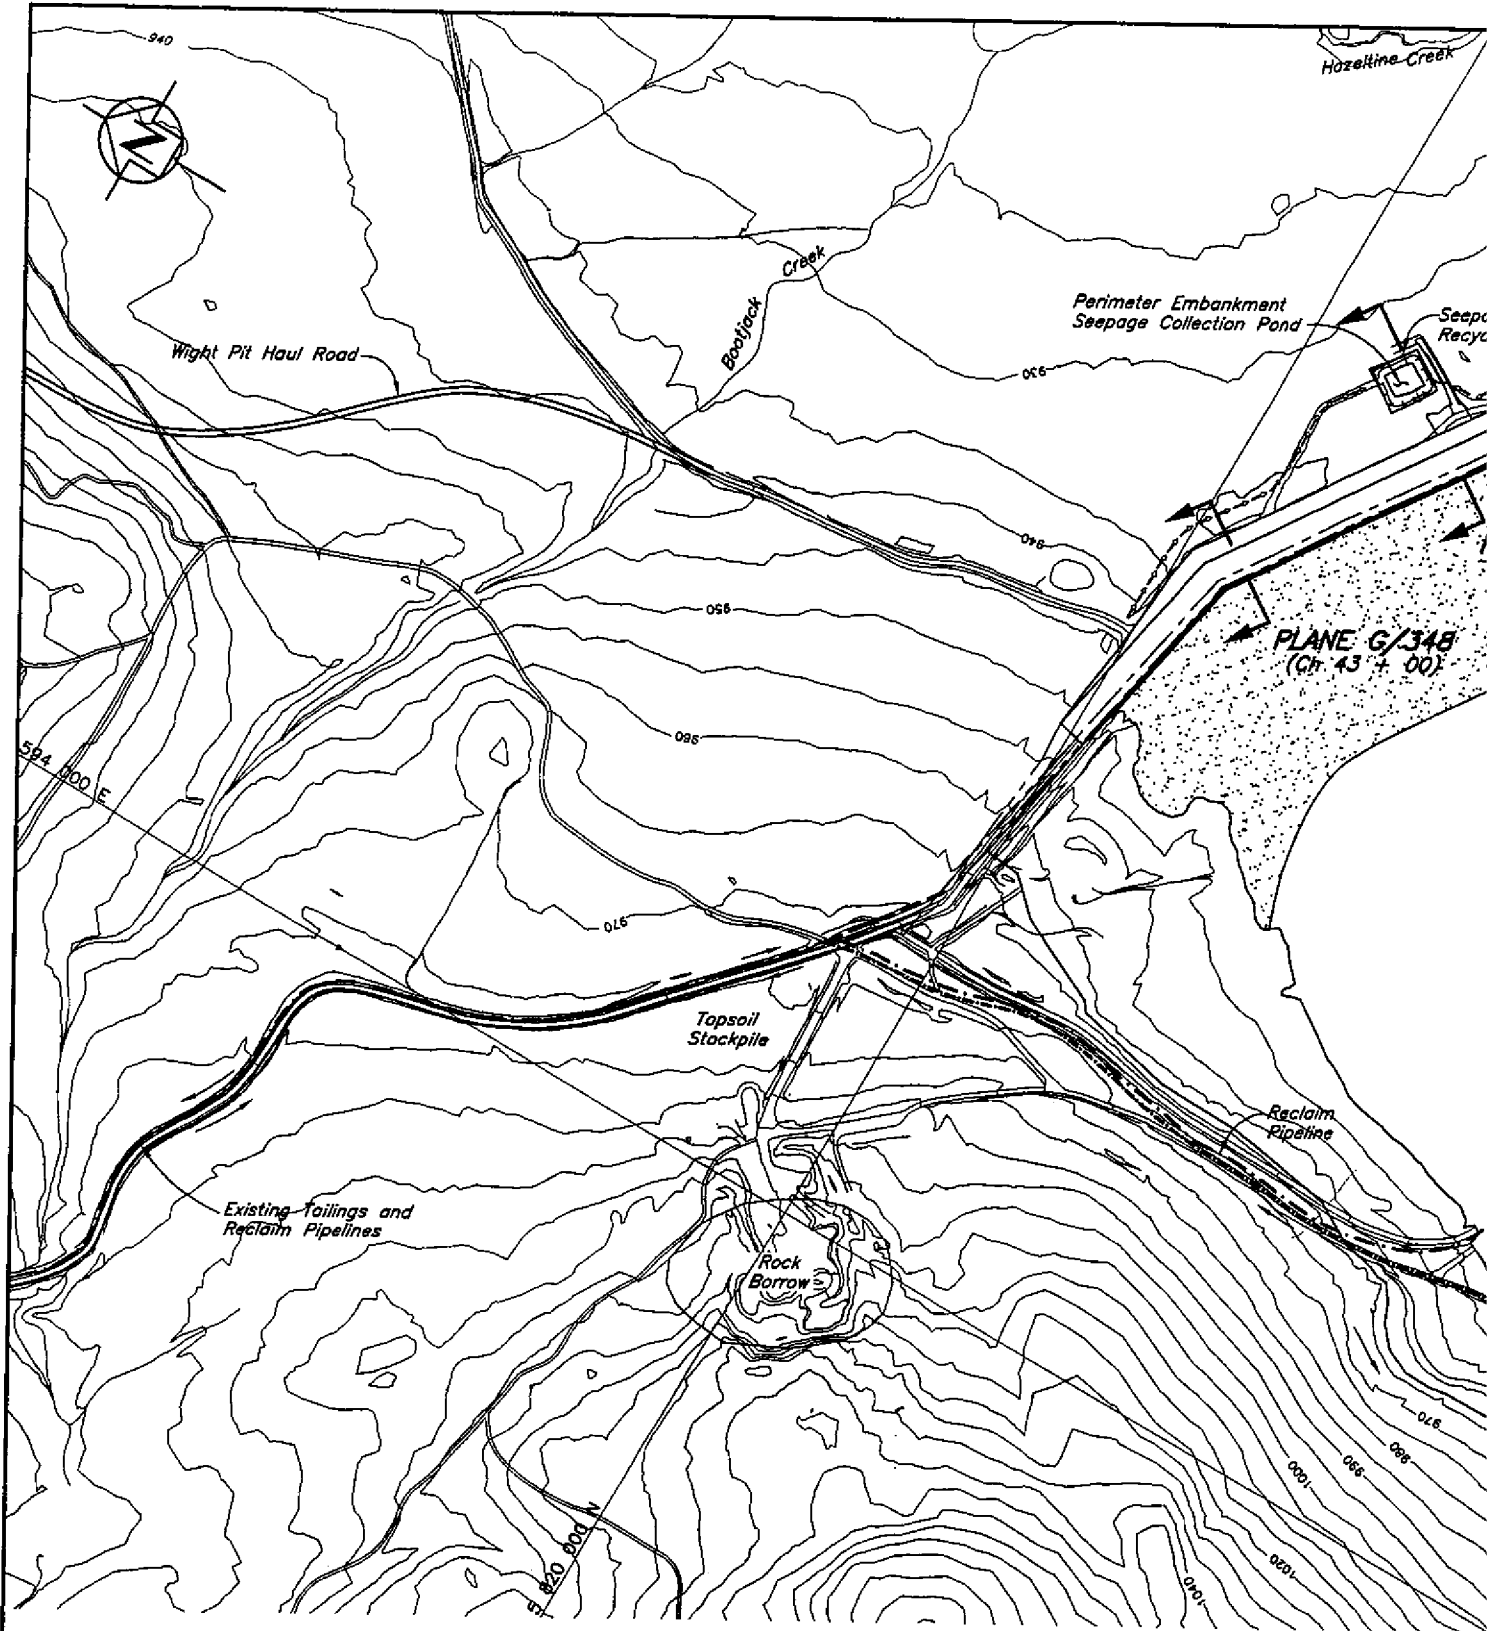 940
Hazeltine Creek
N
Creek
Bootjack
Perimeter Embankment
Seepage Collection Pond
Wight Pit Haul Road
930
940
950
PLANE G/348
(Ch 43 + 00)
960
594 000 E
970
Topsoil
Stockpile
Reclaim
Pipeline
Existing Tailings and
Reclaim Pipelines
Rock
Borrow
970
980
990
1000
1020
1040
820 000 N